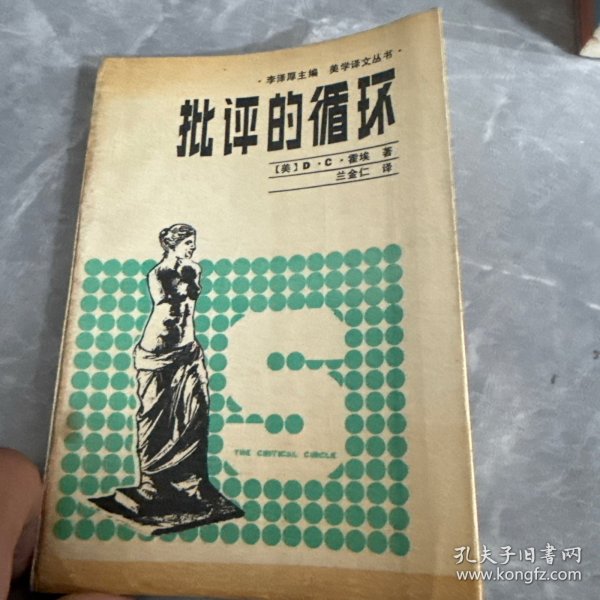 ·李泽厚主编 美学译文丛书·
批评的循环
［美］D·C·霍埃 著
兰金仁 译
THE CRITICAL CIRCLE
孔夫子旧书网
www.kongfz.com